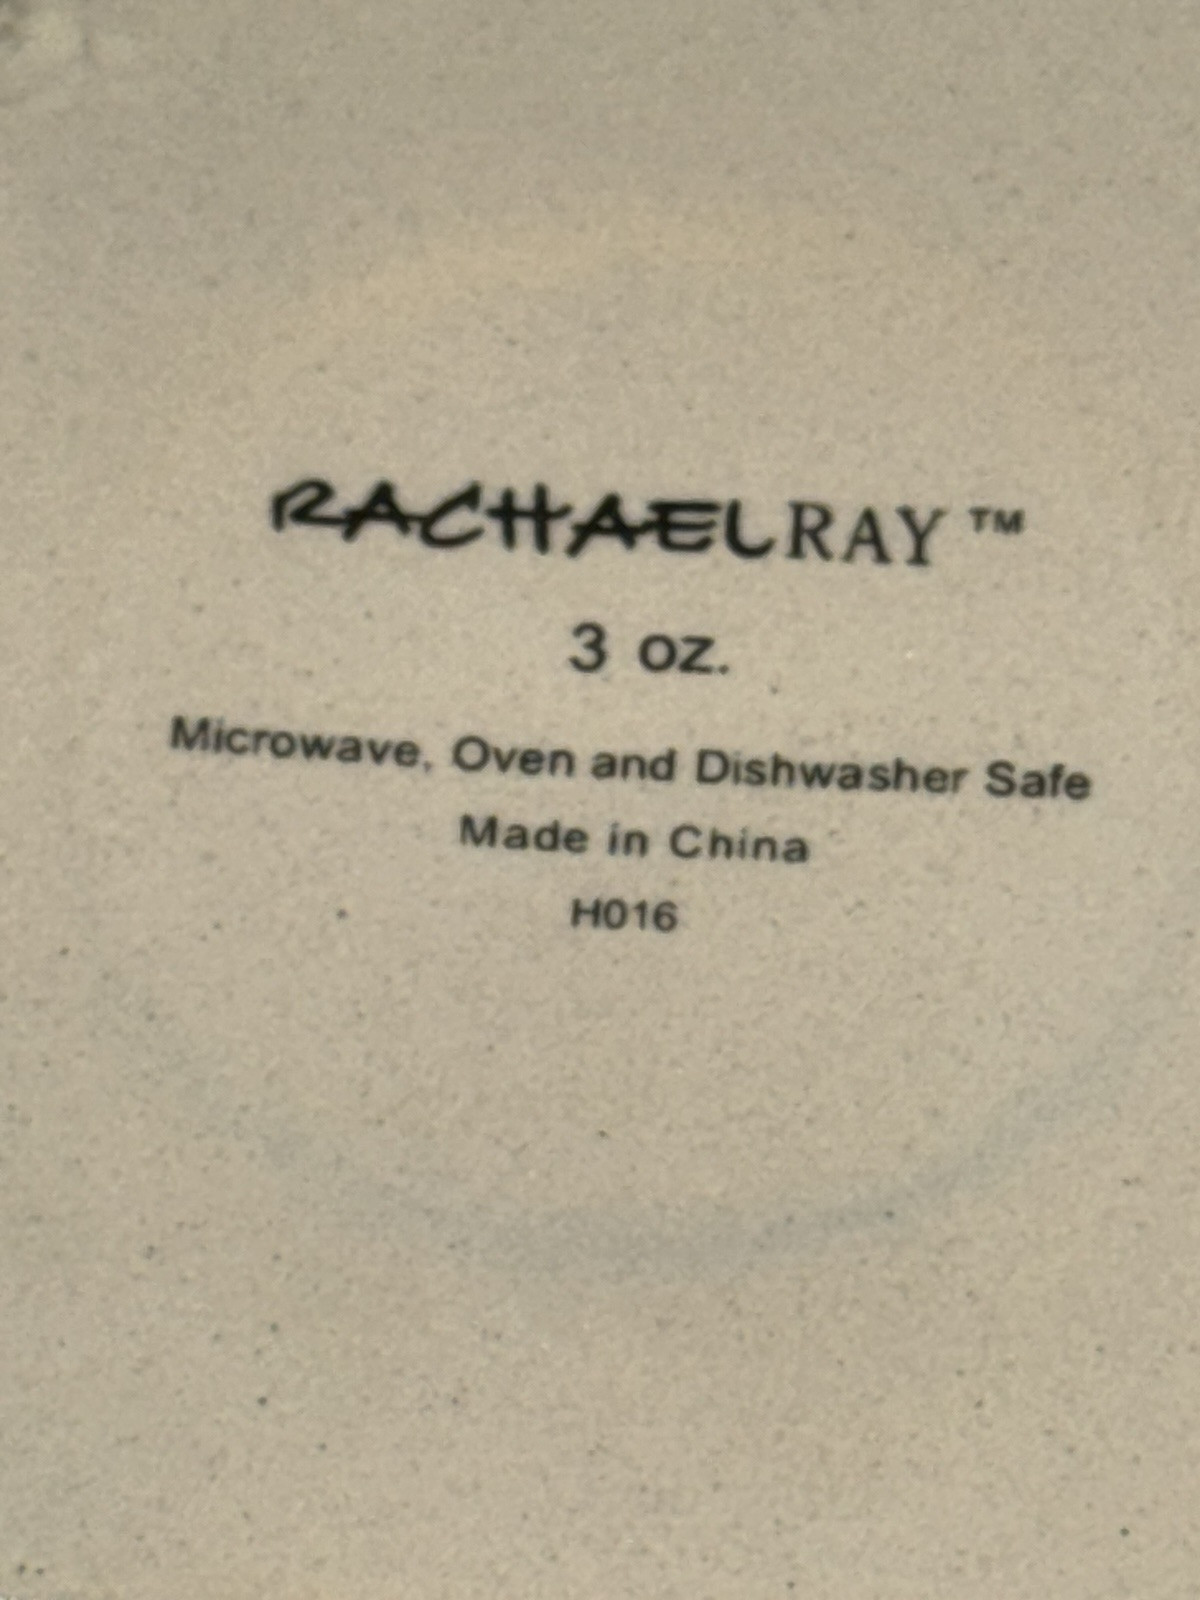 RACHAELRAY™
3 oz.
Microwave, Oven and Dishwasher Safe
Made in China
H016